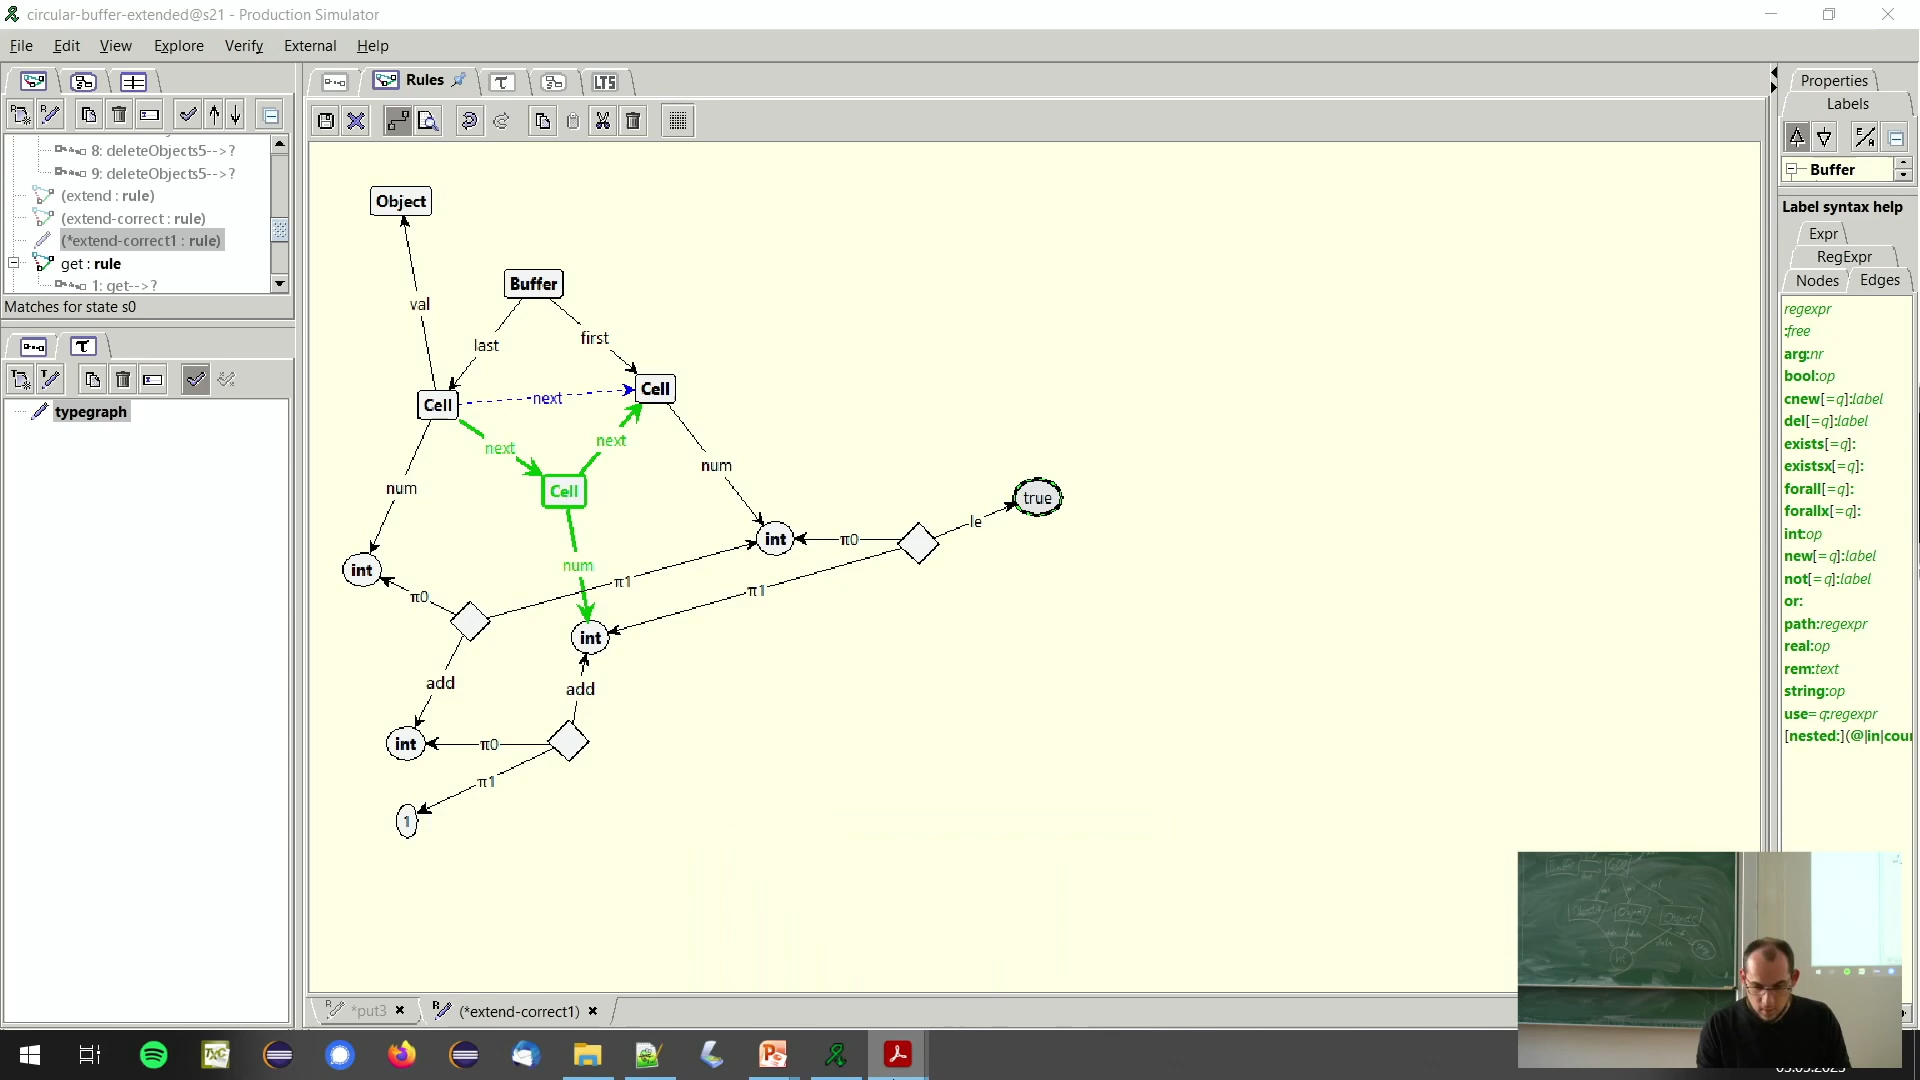 circular-buffer-extended@s21 - Production Simulator
File Edit View Explore Verify External Help
Rules
LTS
8: deleteObjects5-->?
9: deleteObjects5-->?
(extend : rule)
(extend-correct : rule)
(*extend-correct1 : rule)
get : rule
1: get-->?
Matches for state s0
typegraph
Object
val
Buffer
last
first
Cell
next
Cell
next
next
Cell
num
num
num
int
int
int
int
π0
π1
π0
π1
le
true
add
add
π0
π1
1
*put3
(*extend-correct1)
Properties
Labels
Buffer
Label syntax help
Expr
RegExpr
Nodes
Edges
regexpr
:free
arg:nr
bool:op
cnew[=q]:label
del[=q]:label
exists[=q]:
existsx[=q]:
forall[=q]:
forallx[=q]:
int:op
new[=q]:label
not[=q]:label
or:
path:regexpr
real:op
rem:text
string:op
use=q:regexpr
[nested:](@|in|cou